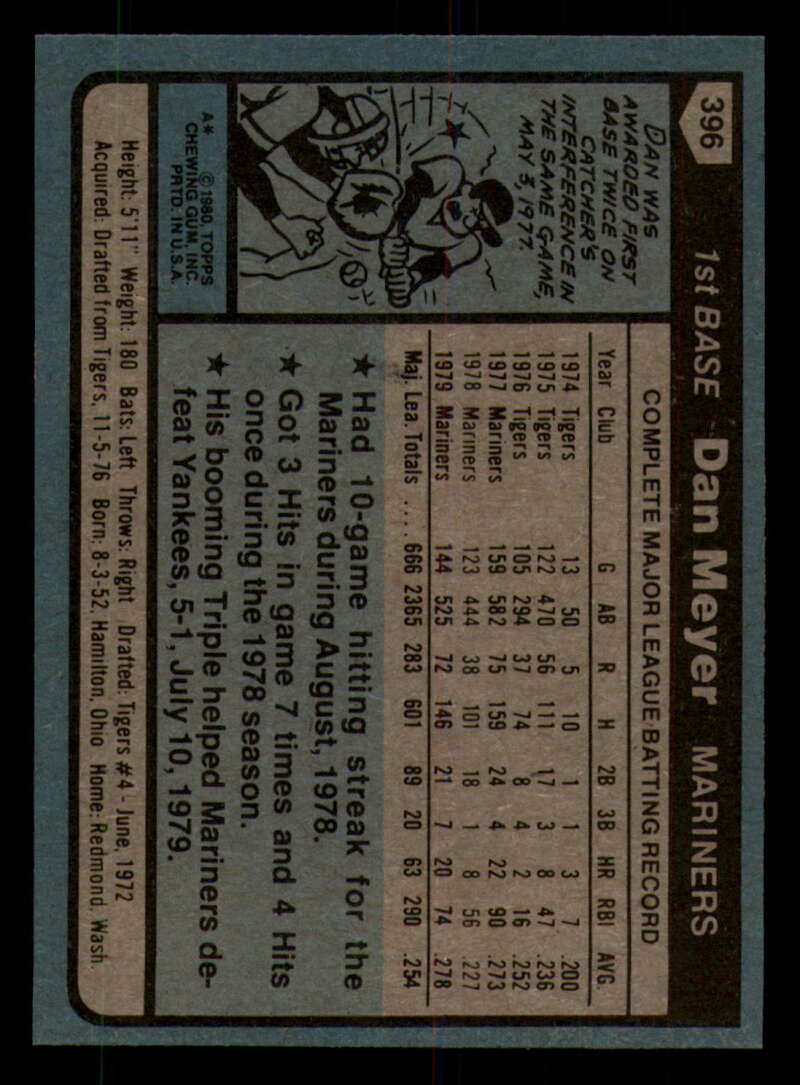 396
1st BASE Dan Meyer MARINERS
DAN WAS
AWARDED FIRST
BASE TWICE ON
CATCHER'S
INTERFERENCE IN
THE SAME GAME,
MAY 3, 1977.
A* © 1980, TOPPS
CHEWING GUM, INC.
PRTD. IN U.S.A.
COMPLETE MAJOR LEAGUE BATTING RECORD
Year Club G AB R H 2B 3B HR RBI AVG.
1974 Tigers 13 50 5 10 1 1 3 7 .200
1975 Tigers 122 470 56 111 17 3 8 47 .236
1976 Tigers 105 294 37 74 8 4 2 16 .252
1977 Mariners 159 582 75 159 24 4 22 90 .273
1978 Mariners 123 444 38 101 18 1 8 56 .227
1979 Mariners 144 525 72 146 21 7 20 74 .278
Maj. Lea. Totals .... 666 2365 283 601 89 20 63 290 .254
★ Had 10-game hitting streak for the
Mariners during August, 1978.
★ Got 3 Hits in game 7 times and 4 Hits
once during the 1978 season.
★ His booming Triple helped Mariners de-
feat Yankees, 5-1, July 10, 1979.
Height: 5'11" Weight: 180 Bats: Left Throws: Right Drafted: Tigers #4 - June, 1972
Acquired: Drafted from Tigers, 11-5-76 Born: 8-3-52, Hamilton, Ohio Home: Redmond, Wash.